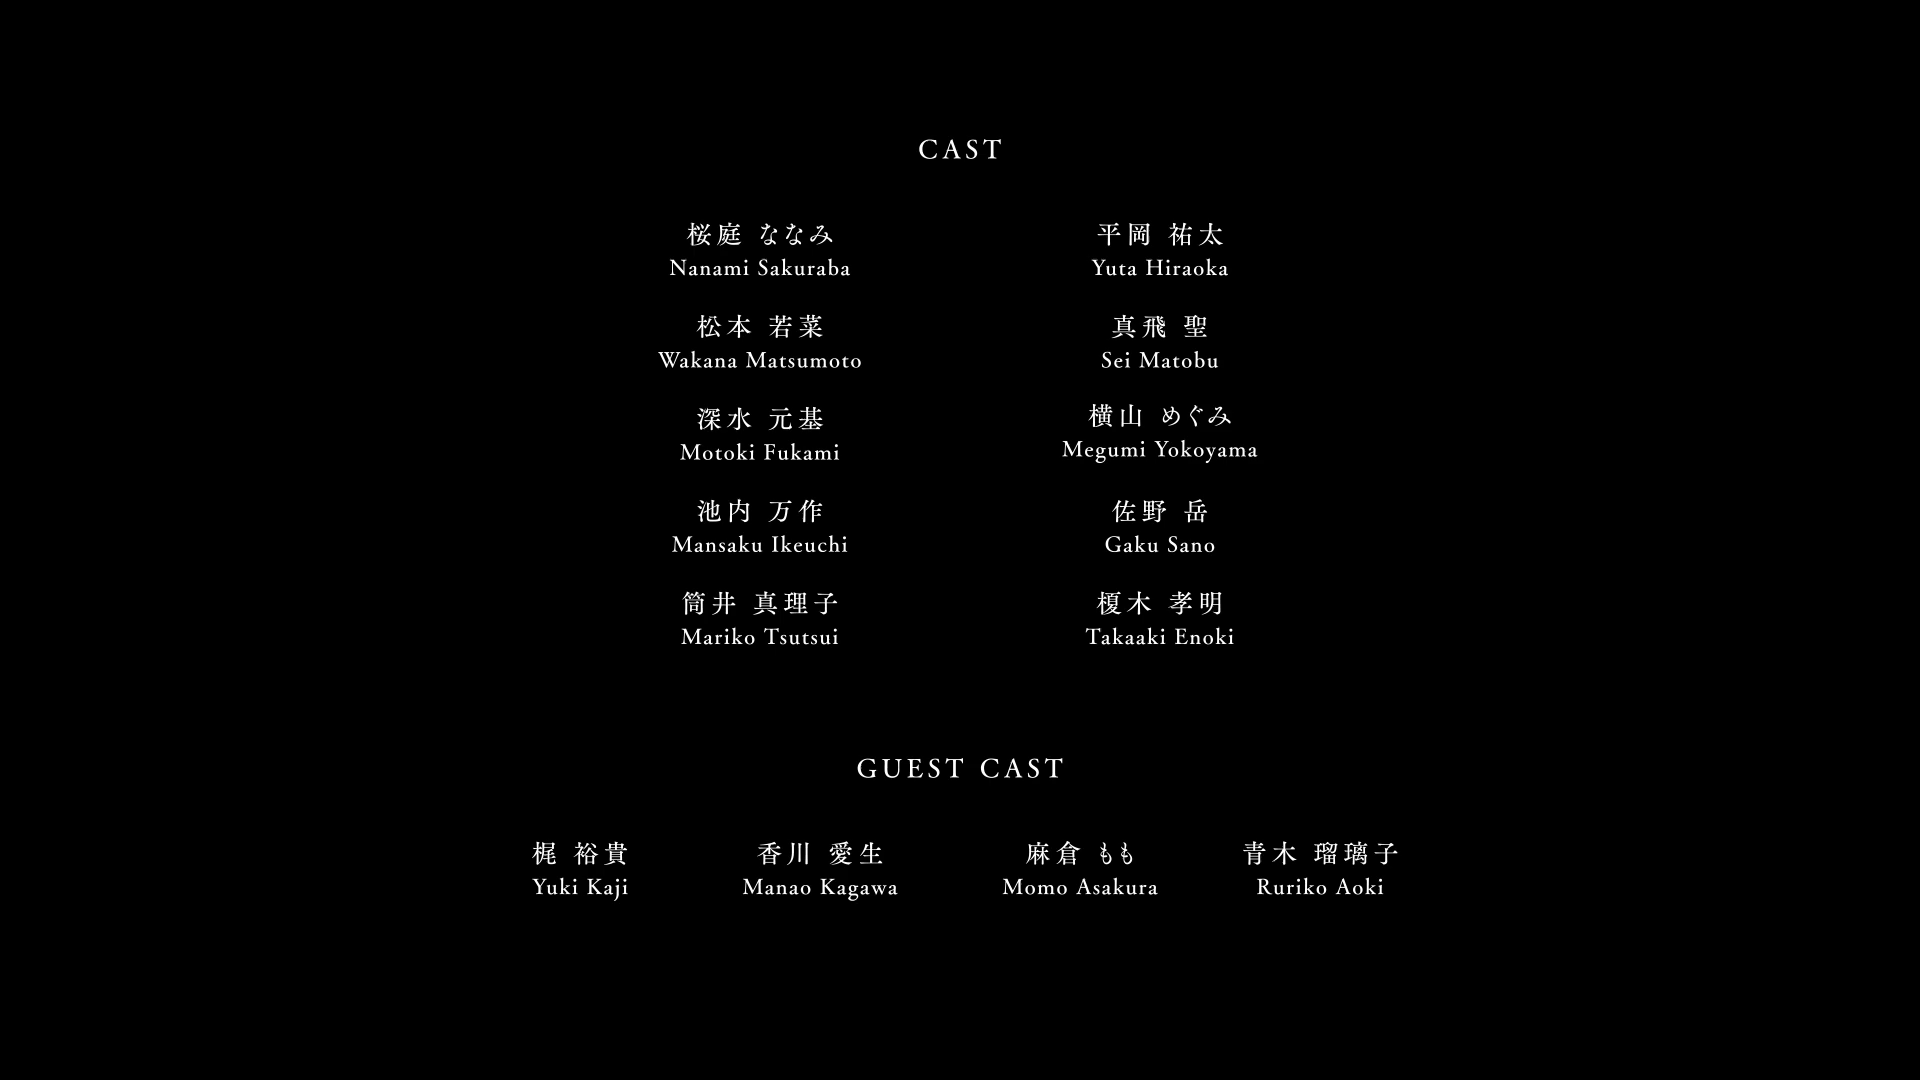 CAST
桜庭 ななみ
Nanami Sakuraba
平岡 祐太
Yuta Hiraoka
松本 若菜
Wakana Matsumoto
真飛 聖
Sei Matobu
深水 元基
Motoki Fukami
横山 めぐみ
Megumi Yokoyama
池内 万作
Mansaku Ikeuchi
佐野 岳
Gaku Sano
筒井 真理子
Mariko Tsutsui
榎木 孝明
Takaaki Enoki
GUEST CAST
梶 裕貴
Yuki Kaji
香川 愛生
Manao Kagawa
麻倉 もも
Momo Asakura
青木 瑠璃子
Ruriko Aoki